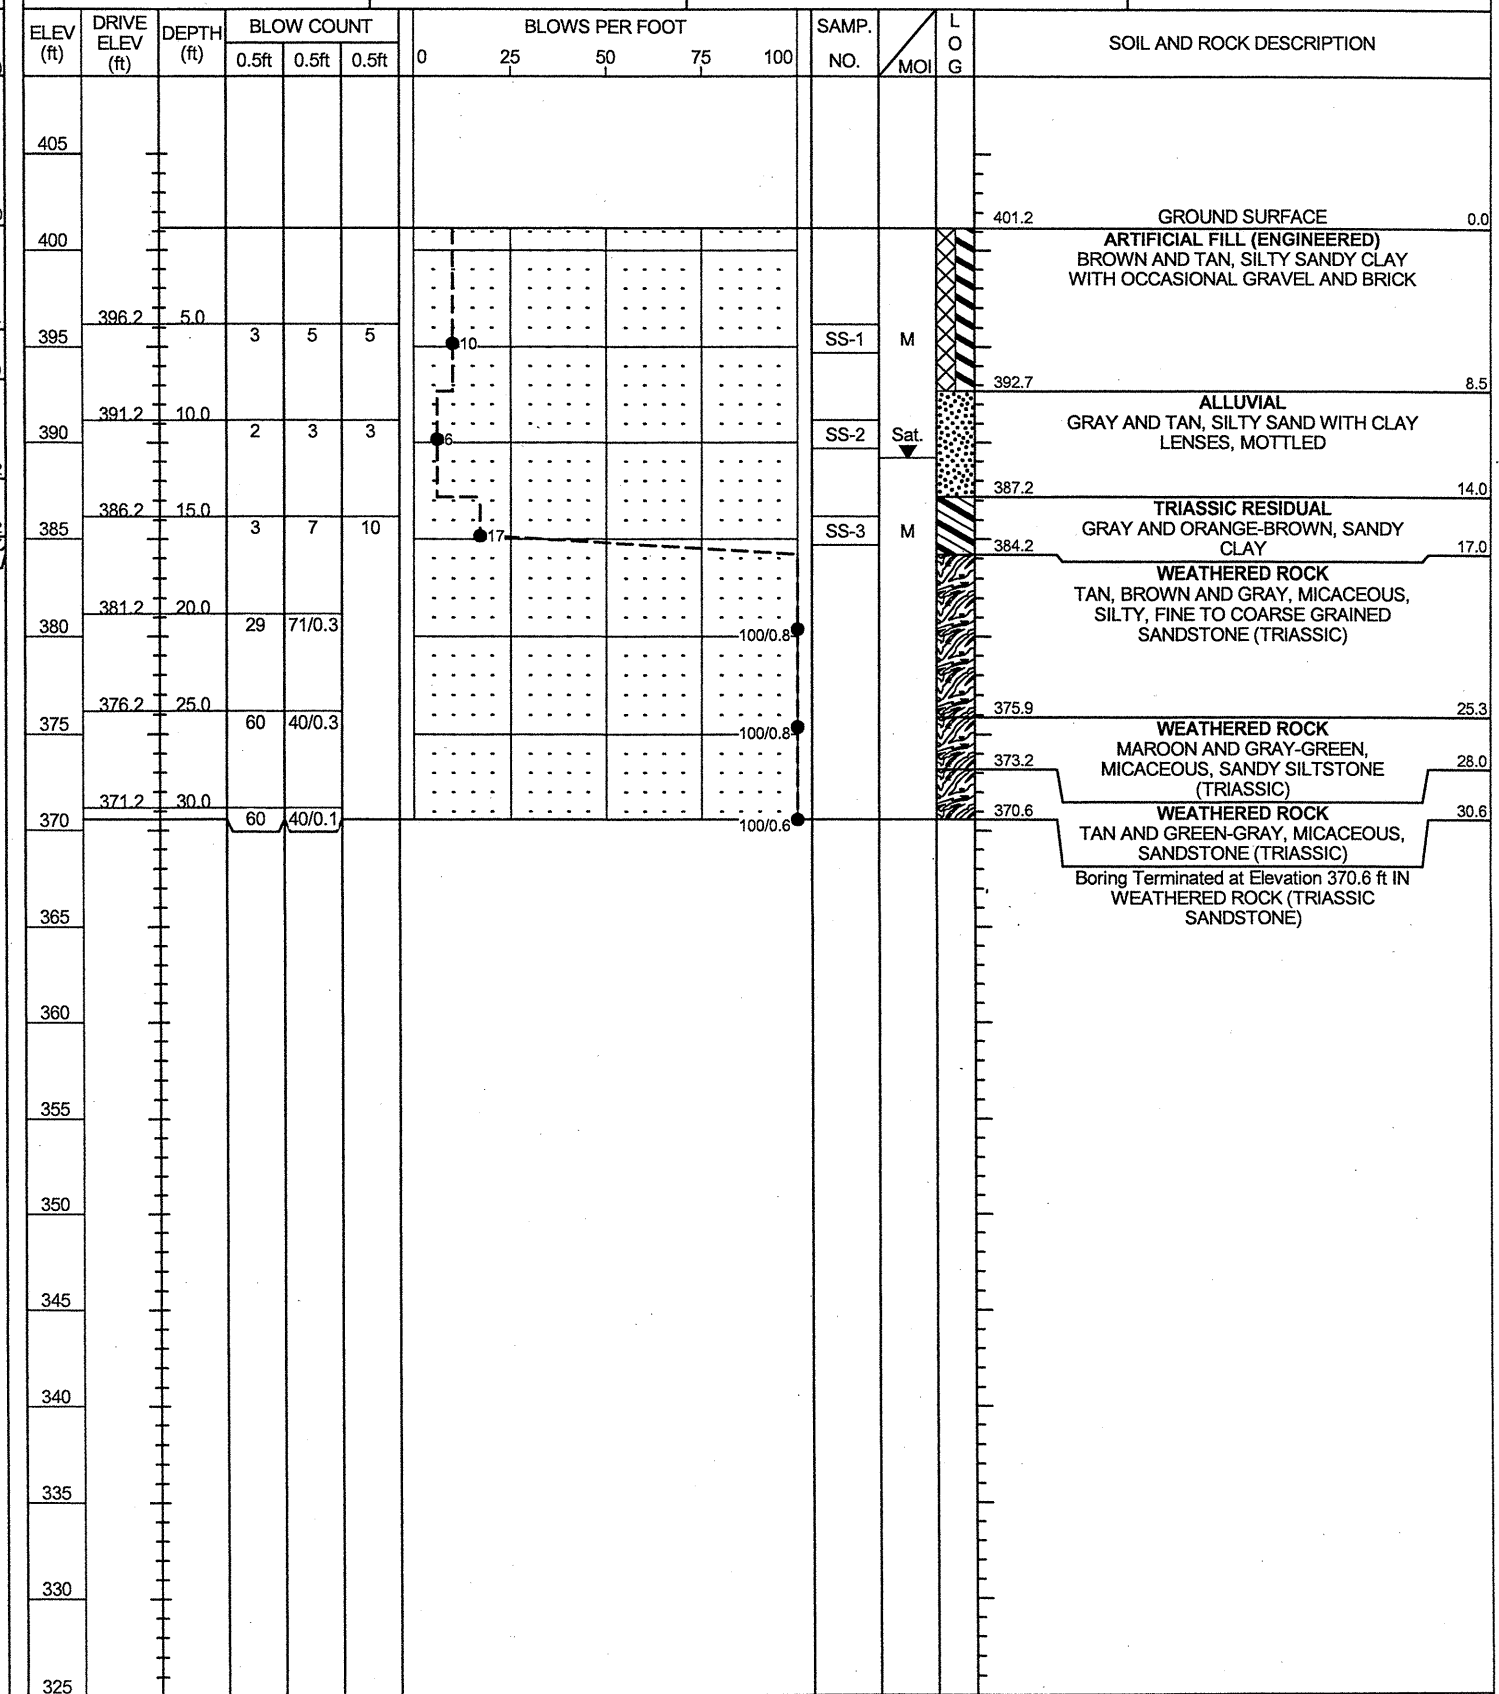 ELEV (ft)
DRIVE ELEV (ft)
DEPTH (ft)
BLOW COUNT
0.5ft 0.5ft 0.5ft
BLOWS PER FOOT
0 25 50 75 100
SAMP. NO.
MOI
LOG
SOIL AND ROCK DESCRIPTION
405
401.2 GROUND SURFACE 0.0
400
ARTIFICIAL FILL (ENGINEERED)
BROWN AND TAN, SILTY SANDY CLAY
WITH OCCASIONAL GRAVEL AND BRICK
396.2 5.0
395 3 5 5 10 SS-1 M
392.7 8.5
ALLUVIAL
GRAY AND TAN, SILTY SAND WITH CLAY
LENSES, MOTTLED
391.2 10.0
390 2 3 3 6 SS-2 Sat.
387.2 14.0
TRIASSIC RESIDUAL
GRAY AND ORANGE-BROWN, SANDY
CLAY
386.2 15.0
385 3 7 10 17 SS-3 M
384.2 17.0
WEATHERED ROCK
TAN, BROWN AND GRAY, MICACEOUS,
SILTY, FINE TO COARSE GRAINED
SANDSTONE (TRIASSIC)
381.2 20.0
380 29 71/0.3 100/0.8
376.2 25.0
375.9 25.3
375 60 40/0.3 100/0.8
WEATHERED ROCK
MAROON AND GRAY-GREEN,
MICACEOUS, SANDY SILTSTONE
(TRIASSIC)
373.2 28.0
371.2 30.0
370 60 40/0.1 100/0.6
370.6 30.6
WEATHERED ROCK
TAN AND GREEN-GRAY, MICACEOUS,
SANDSTONE (TRIASSIC)
Boring Terminated at Elevation 370.6 ft IN
WEATHERED ROCK (TRIASSIC
SANDSTONE)
365
360
355
350
345
340
335
330
325